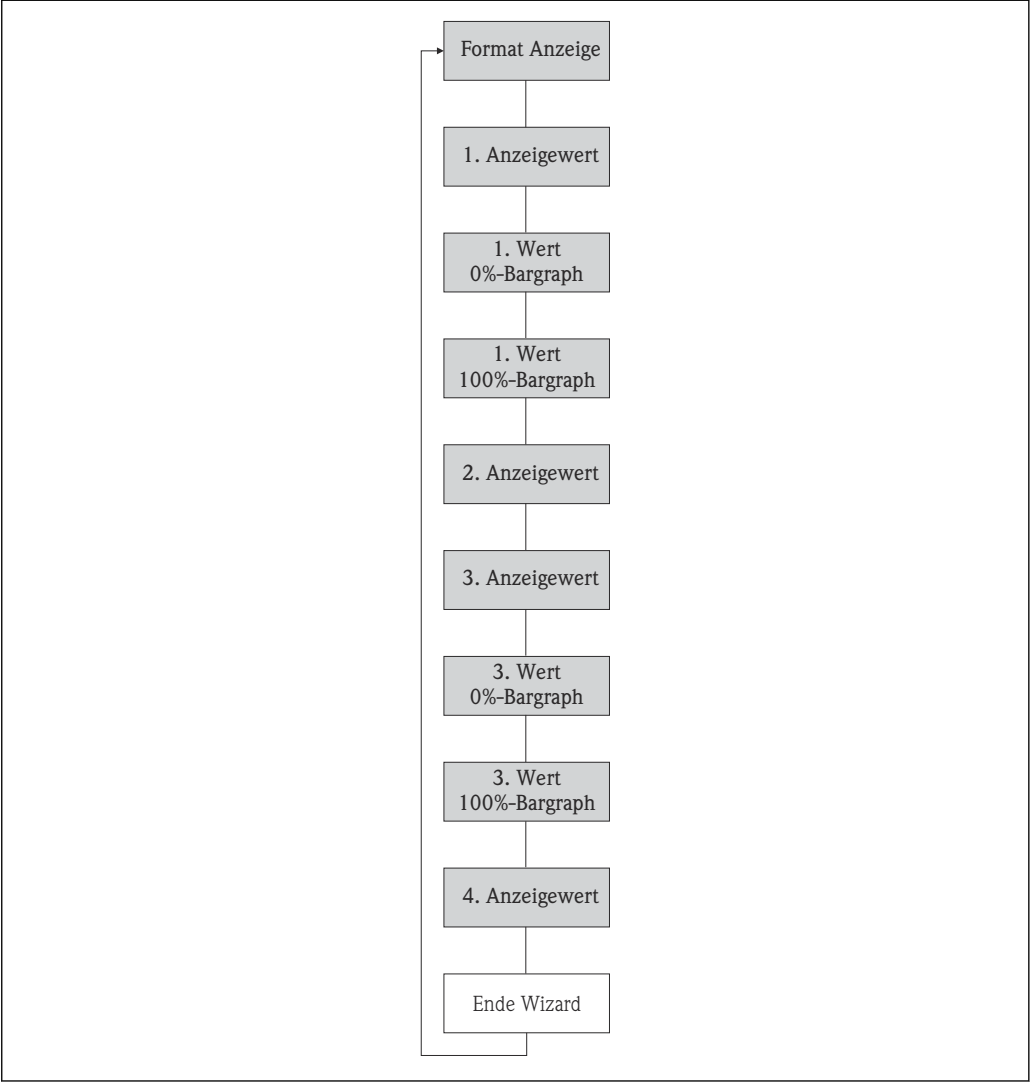 Format Anzeige
1. Anzeigewert
1. Wert
0%-Bargraph
1. Wert
100%-Bargraph
2. Anzeigewert
3. Anzeigewert
3. Wert
0%-Bargraph
3. Wert
100%-Bargraph
4. Anzeigewert
Ende Wizard